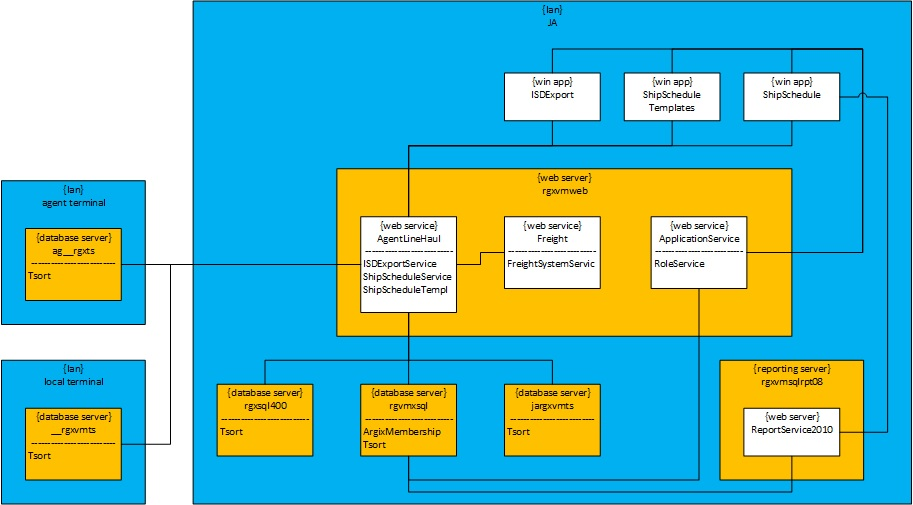 {lan}
JA
{win app}
ISDExport
{win app}
ShipSchedule
Templates
{win app}
ShipSchedule
{web server}
rgxvmweb
{lan}
agent terminal
{database server}
ag__rgxts
Tsort
{web service}
AgentLineHaul
ISDExportService
ShipScheduleService
ShipScheduleTempl
{web service}
Freight
FreightSystemServic
{web service}
ApplicationService
RoleService
{lan}
local terminal
{database server}
__rgxvmts
Tsort
{database server}
rgxsql400
Tsort
{database server}
rgvmxsql
ArgixMembership
Tsort
{database server}
jargxvmts
Tsort
{reporting server}
rgxvmsqlrpt08
{web server}
ReportService2010